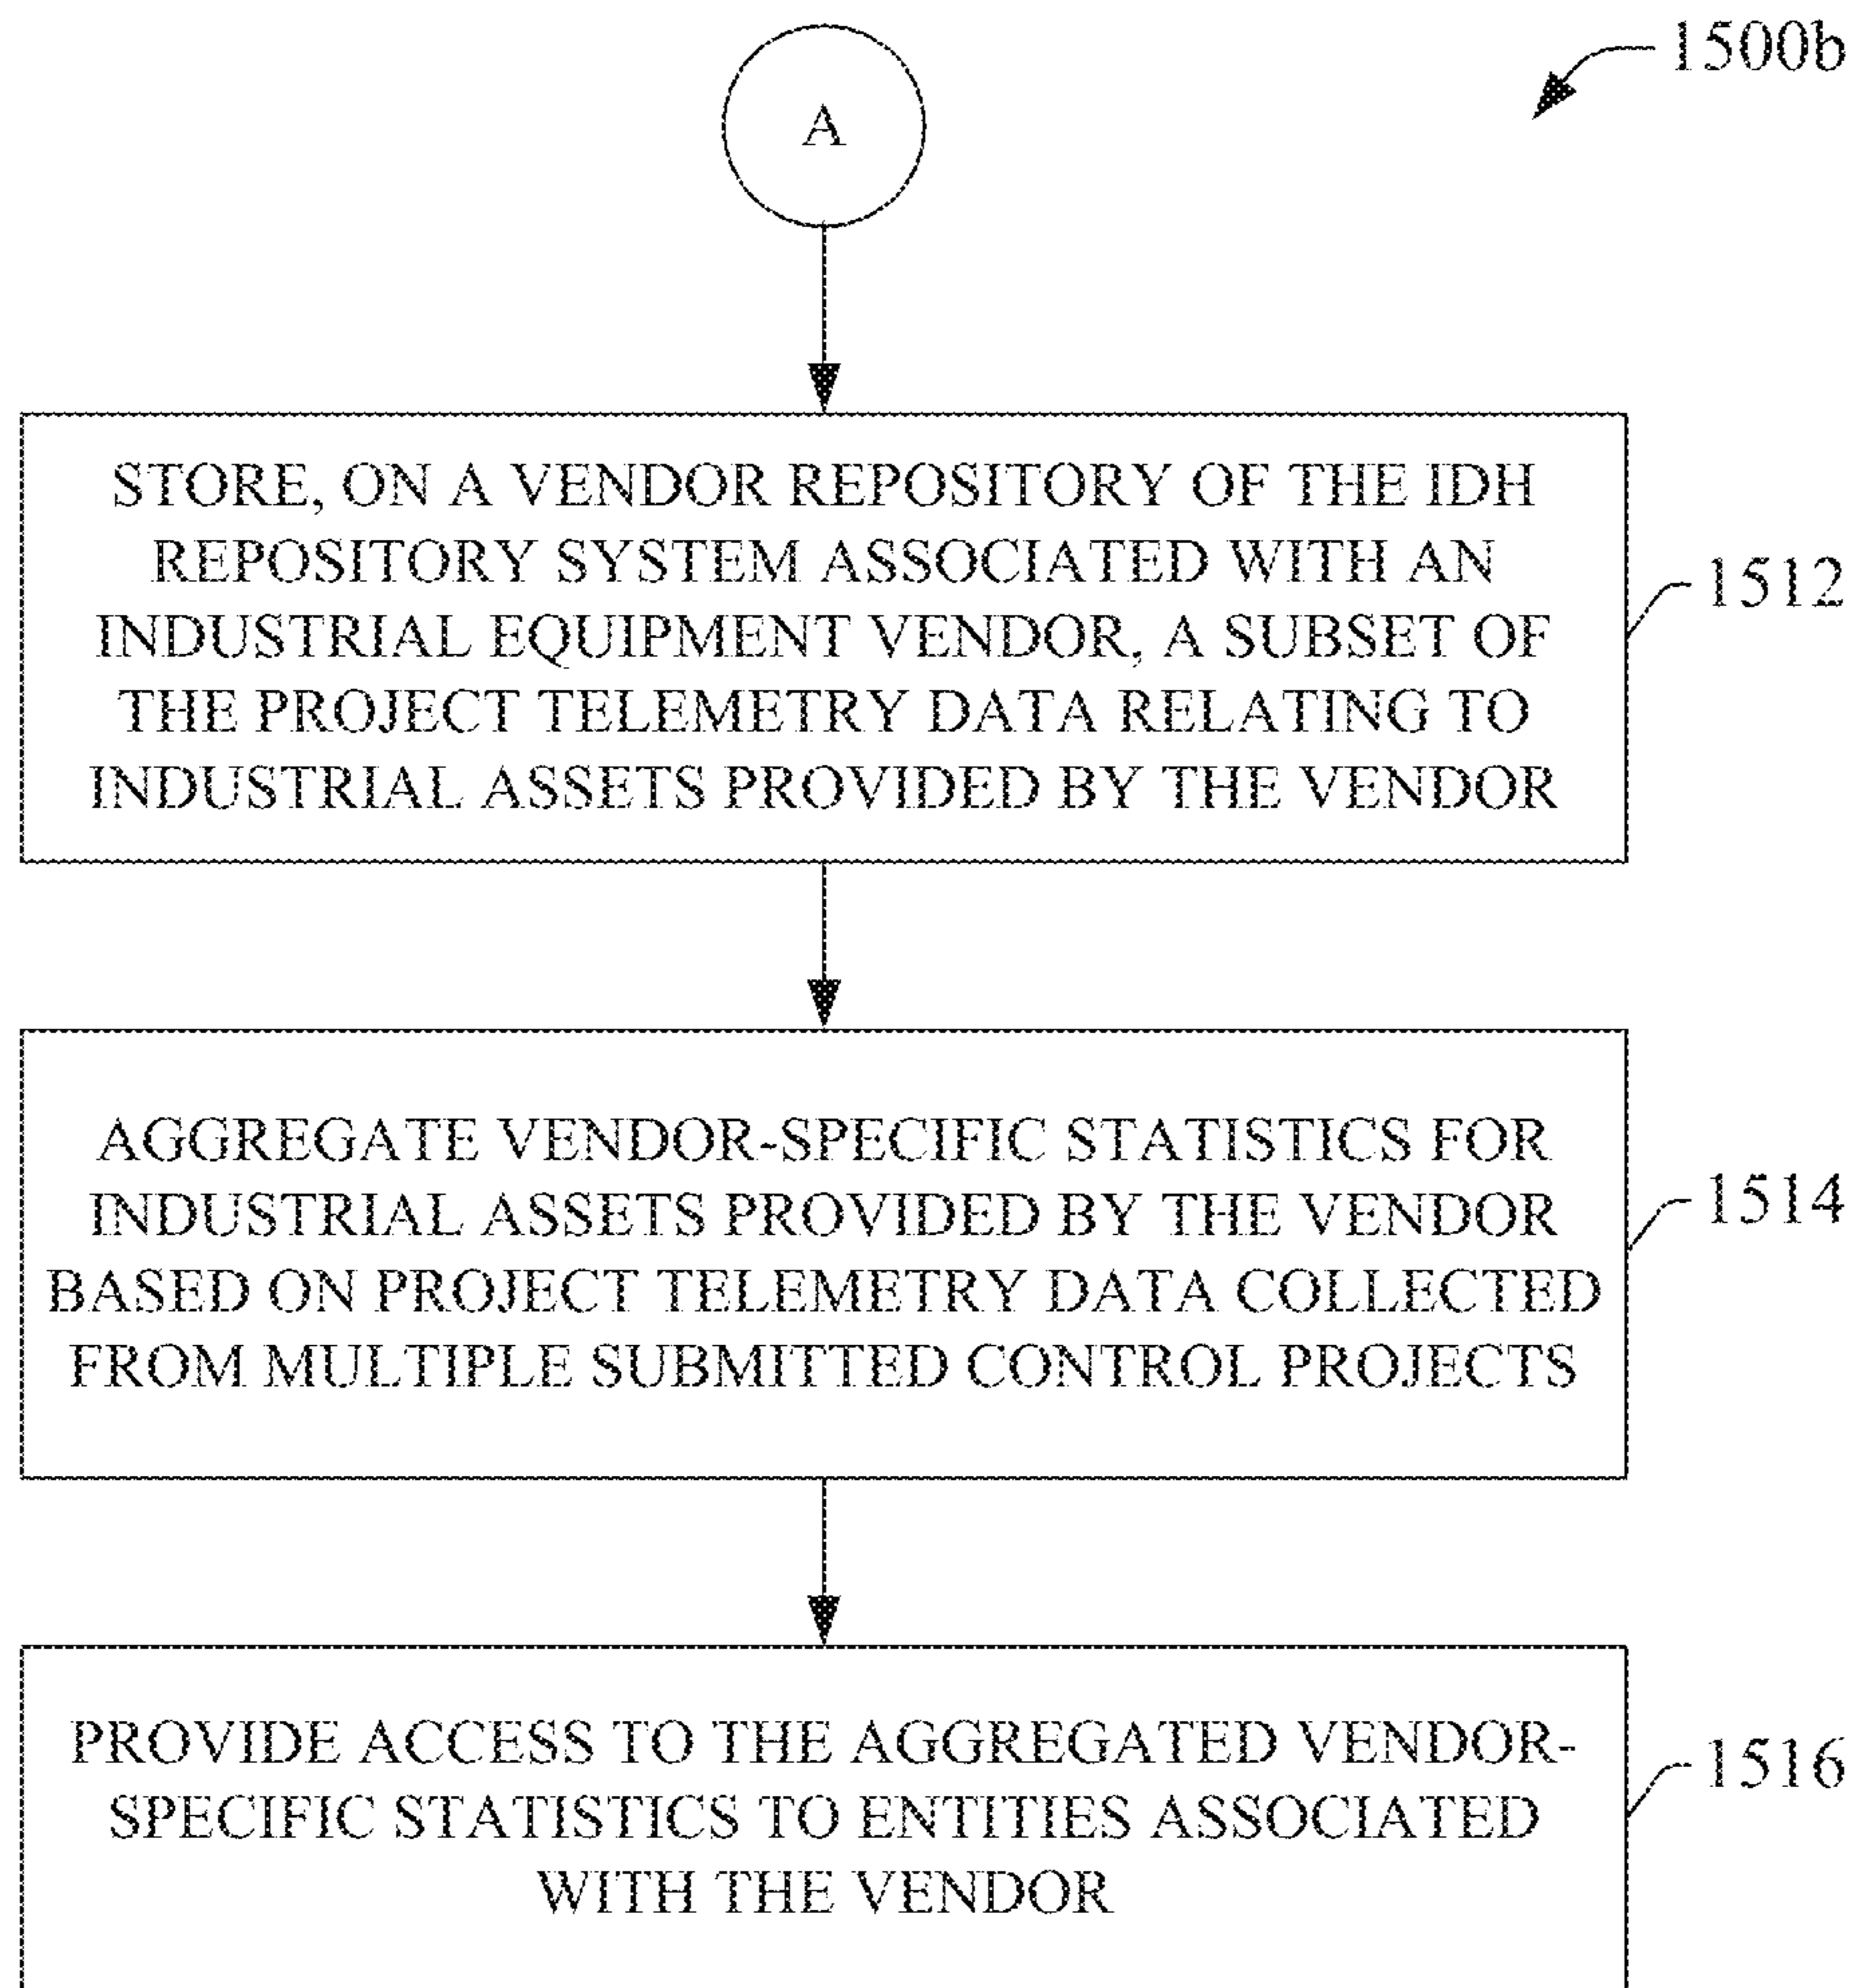 1500b
A
STORE, ON A VENDOR REPOSITORY OF THE IDH
REPOSITORY SYSTEM ASSOCIATED WITH AN
INDUSTRIAL EQUIPMENT VENDOR, A SUBSET OF
THE PROJECT TELEMETRY DATA RELATING TO
INDUSTRIAL ASSETS PROVIDED BY THE VENDOR
1512
AGGREGATE VENDOR-SPECIFIC STATISTICS FOR
INDUSTRIAL ASSETS PROVIDED BY THE VENDOR
BASED ON PROJECT TELEMETRY DATA COLLECTED
FROM MULTIPLE SUBMITTED CONTROL PROJECTS
1514
PROVIDE ACCESS TO THE AGGREGATED VENDOR-
SPECIFIC STATISTICS TO ENTITIES ASSOCIATED
WITH THE VENDOR
1516